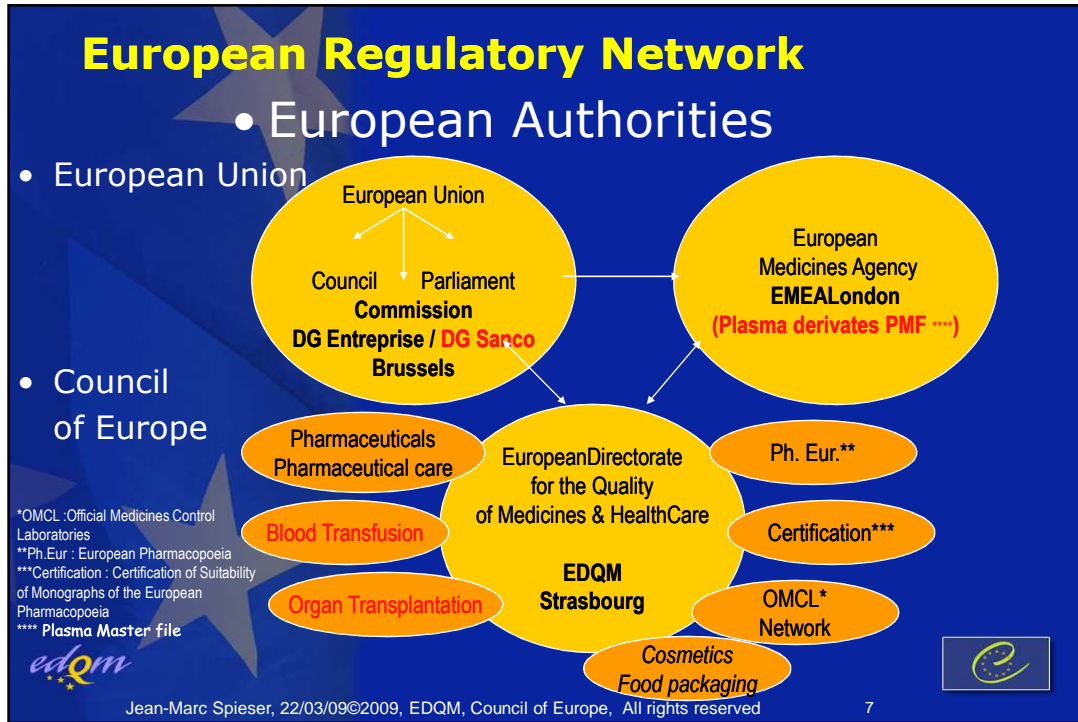 European Regulatory Network
• European Authorities
• European Union
European Union
Council Parliament
Commission
DG Entreprise / DG Sanco
Brussels
European
Medicines Agency
EMEALondon
(Plasma derivates PMF ****)
• Council
of Europe
Pharmaceuticals
Pharmaceutical care
Blood Transfusion
Organ Transplantation
EuropeanDirectorate
for the Quality
of Medicines & HealthCare
EDQM
Strasbourg
Ph. Eur.**
Certification***
OMCL*
Network
Cosmetics
Food packaging
*OMCL :Official Medicines Control
Laboratories
**Ph.Eur : European Pharmacopoeia
***Certification : Certification of Suitability
of Monographs of the European
Pharmacopoeia
**** Plasma Master file
edqm
Jean-Marc Spieser, 22/03/09©2009, EDQM, Council of Europe, All rights reserved 7